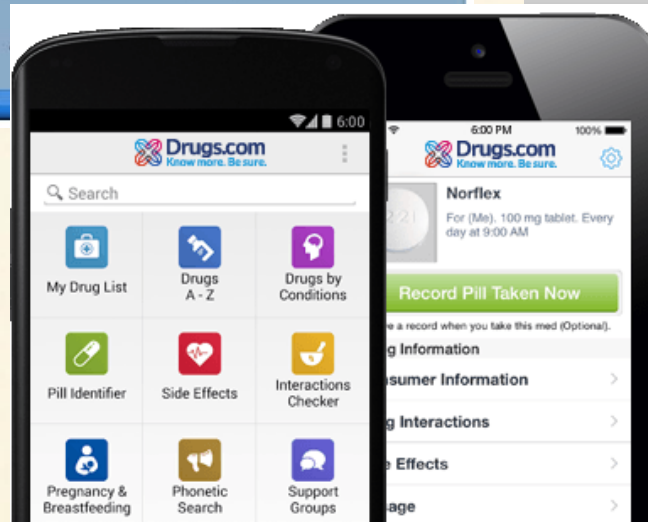 6:00
Drugs.com
Know more. Be sure.
Search
My Drug List
Drugs
A - Z
Drugs by
Conditions
Pill Identifier
Side Effects
Interactions
Checker
Pregnancy &
Breastfeeding
Phonetic
Search
Support
Groups
6:00 PM
100%
Drugs.com
Know more. Be sure.
Norflex
For (Me). 100 mg tablet. Every
day at 9:00 AM
Record Pill Taken Now
a record when you take this med (Optional).
Information
Information
Interactions
Effects